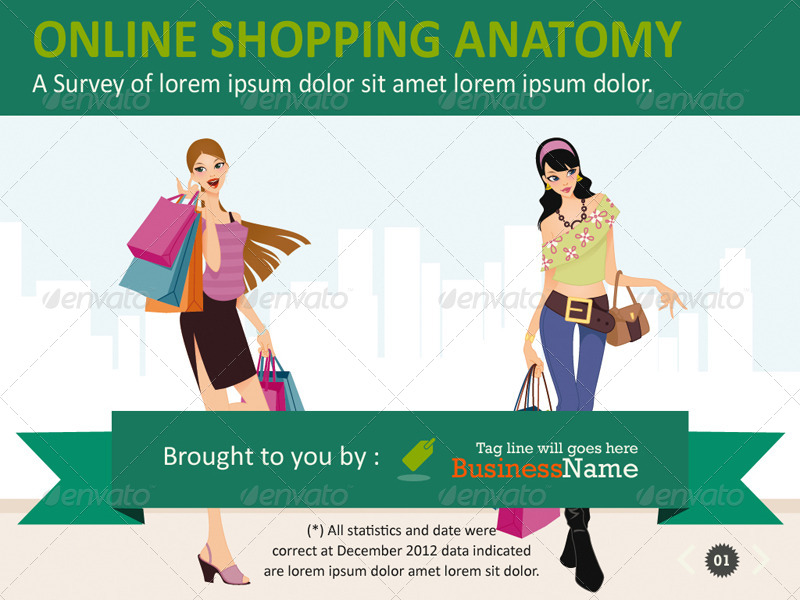 ONLINE SHOPPING ANATOMY
A Survey of lorem ipsum dolor sit amet lorem ipsum dolor.
envato envato envato envato
envato envato envato envato
Brought to you by :
Tag line will goes here
BusinessName
envato envato envato envato
(*) All statistics and date were
correct at December 2012 data indicated
are lorem ipsum dolor amet lorem sit dolor.
01